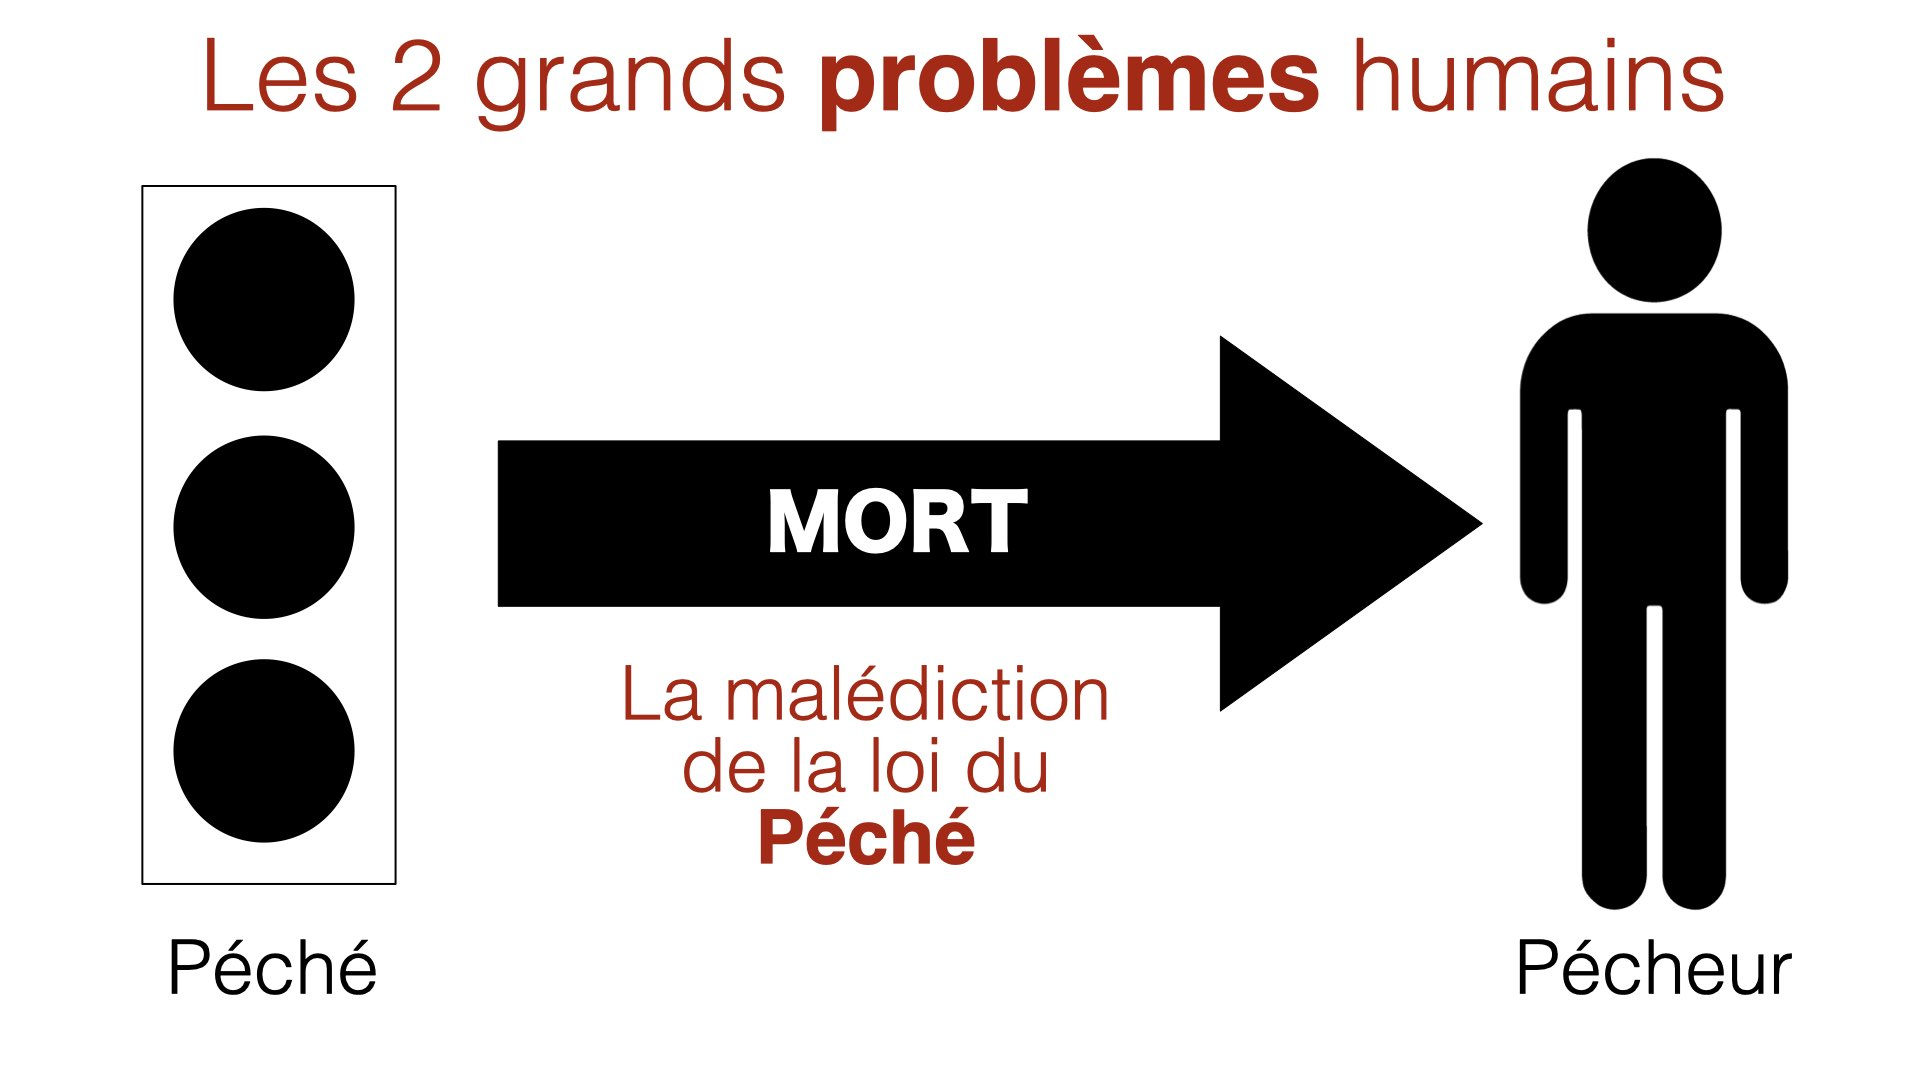 Les 2 grands problèmes humains
MORT
La malédiction
de la loi du
Péché
Péché
Pécheur